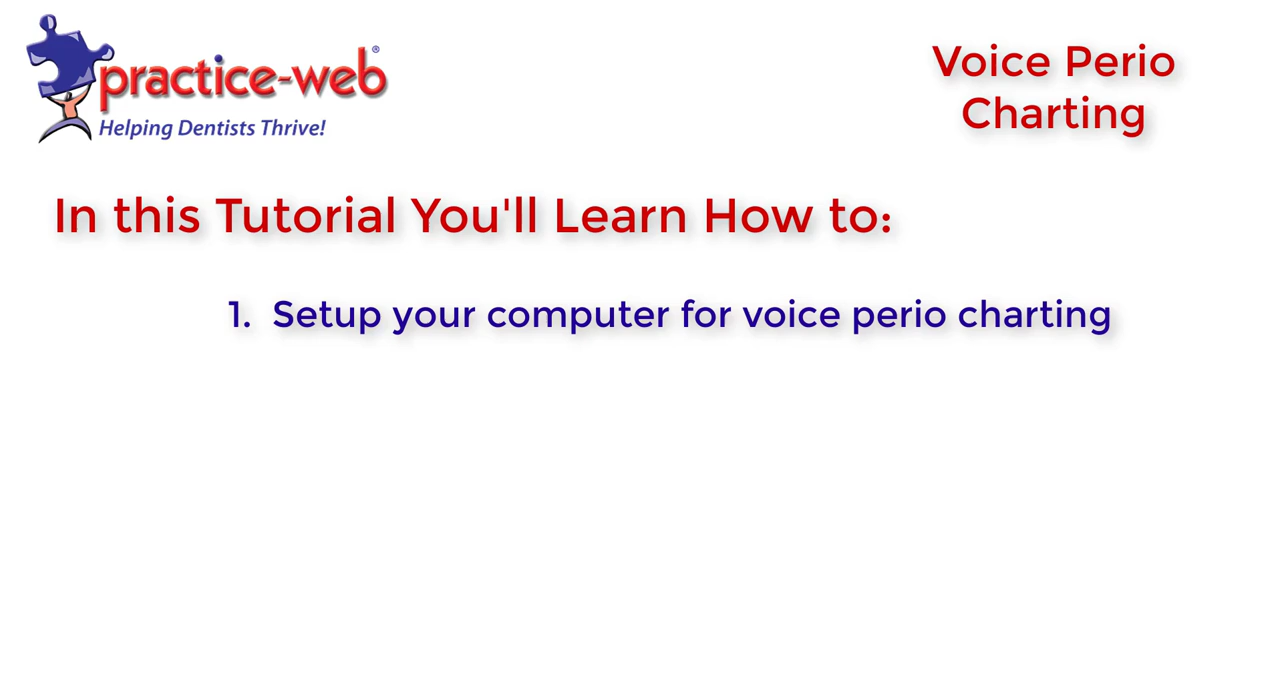 practice-web®
Helping Dentists Thrive!
Voice Perio
Charting
In this Tutorial You'll Learn How to:
1. Setup your computer for voice perio charting